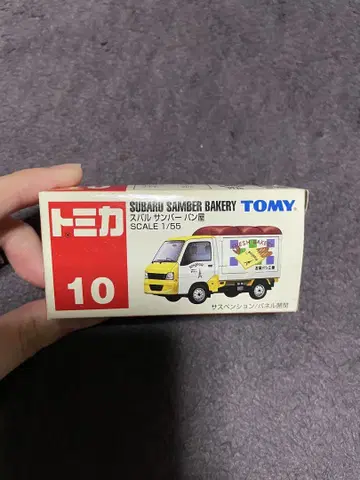 トミカ
10
SUBARU SAMBER BAKERY TOMY
スバル サンバー パン屋
SCALE 1/55
サスペンション/パネル開閉